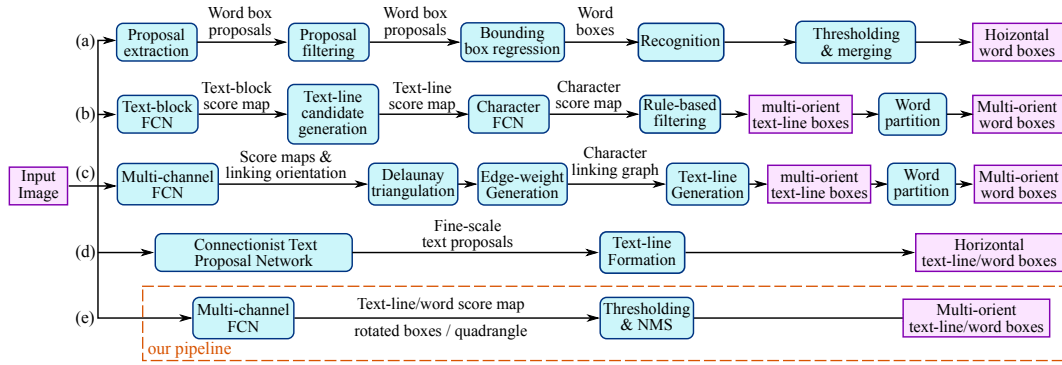 Input
Image
(a)
Proposal
extraction
Word box
proposals
Proposal
filtering
Word box
proposals
Bounding
box regression
Word
boxes
Recognition
Thresholding
& merging
Hoizontal
word boxes
(b)
Text-block
FCN
Text-block
score map
Text-line
candidate
generation
Text-line
score map
Character
FCN
Character
score map
Rule-based
filtering
multi-orient
text-line boxes
Word
partition
Multi-orient
word boxes
(c)
Multi-channel
FCN
Score maps &
linking orientation
Delaunay
triangulation
Edge-weight
Generation
Character
linking graph
Text-line
Generation
multi-orient
text-line boxes
Word
partition
Multi-orient
word boxes
(d)
Connectionist Text
Proposal Network
Fine-scale
text proposals
Text-line
Formation
Horizontal
text-line/word boxes
(e)
Multi-channel
FCN
Text-line/word score map
rotated boxes / quadrangle
Thresholding
& NMS
Multi-orient
text-line/word boxes
our pipeline